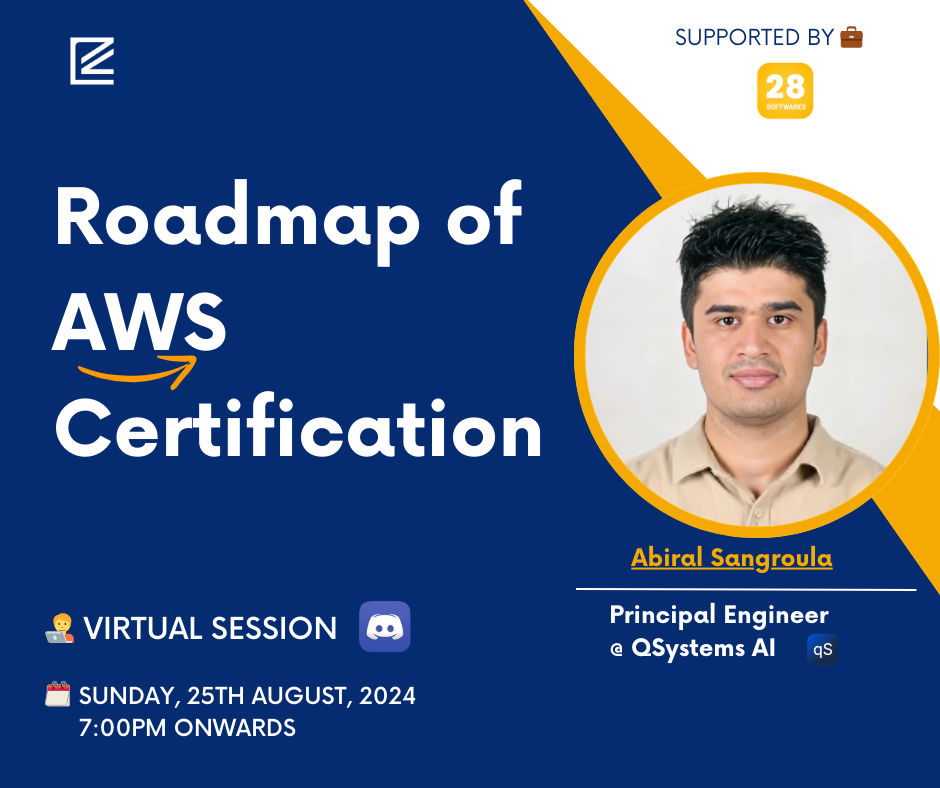 SUPPORTED BY
28
SOFTWARES
Roadmap of
AWS
Certification
Abiral Sangroula
Principal Engineer
@ QSystems AI
qS
VIRTUAL SESSION
SUNDAY, 25TH AUGUST, 2024
7:00PM ONWARDS